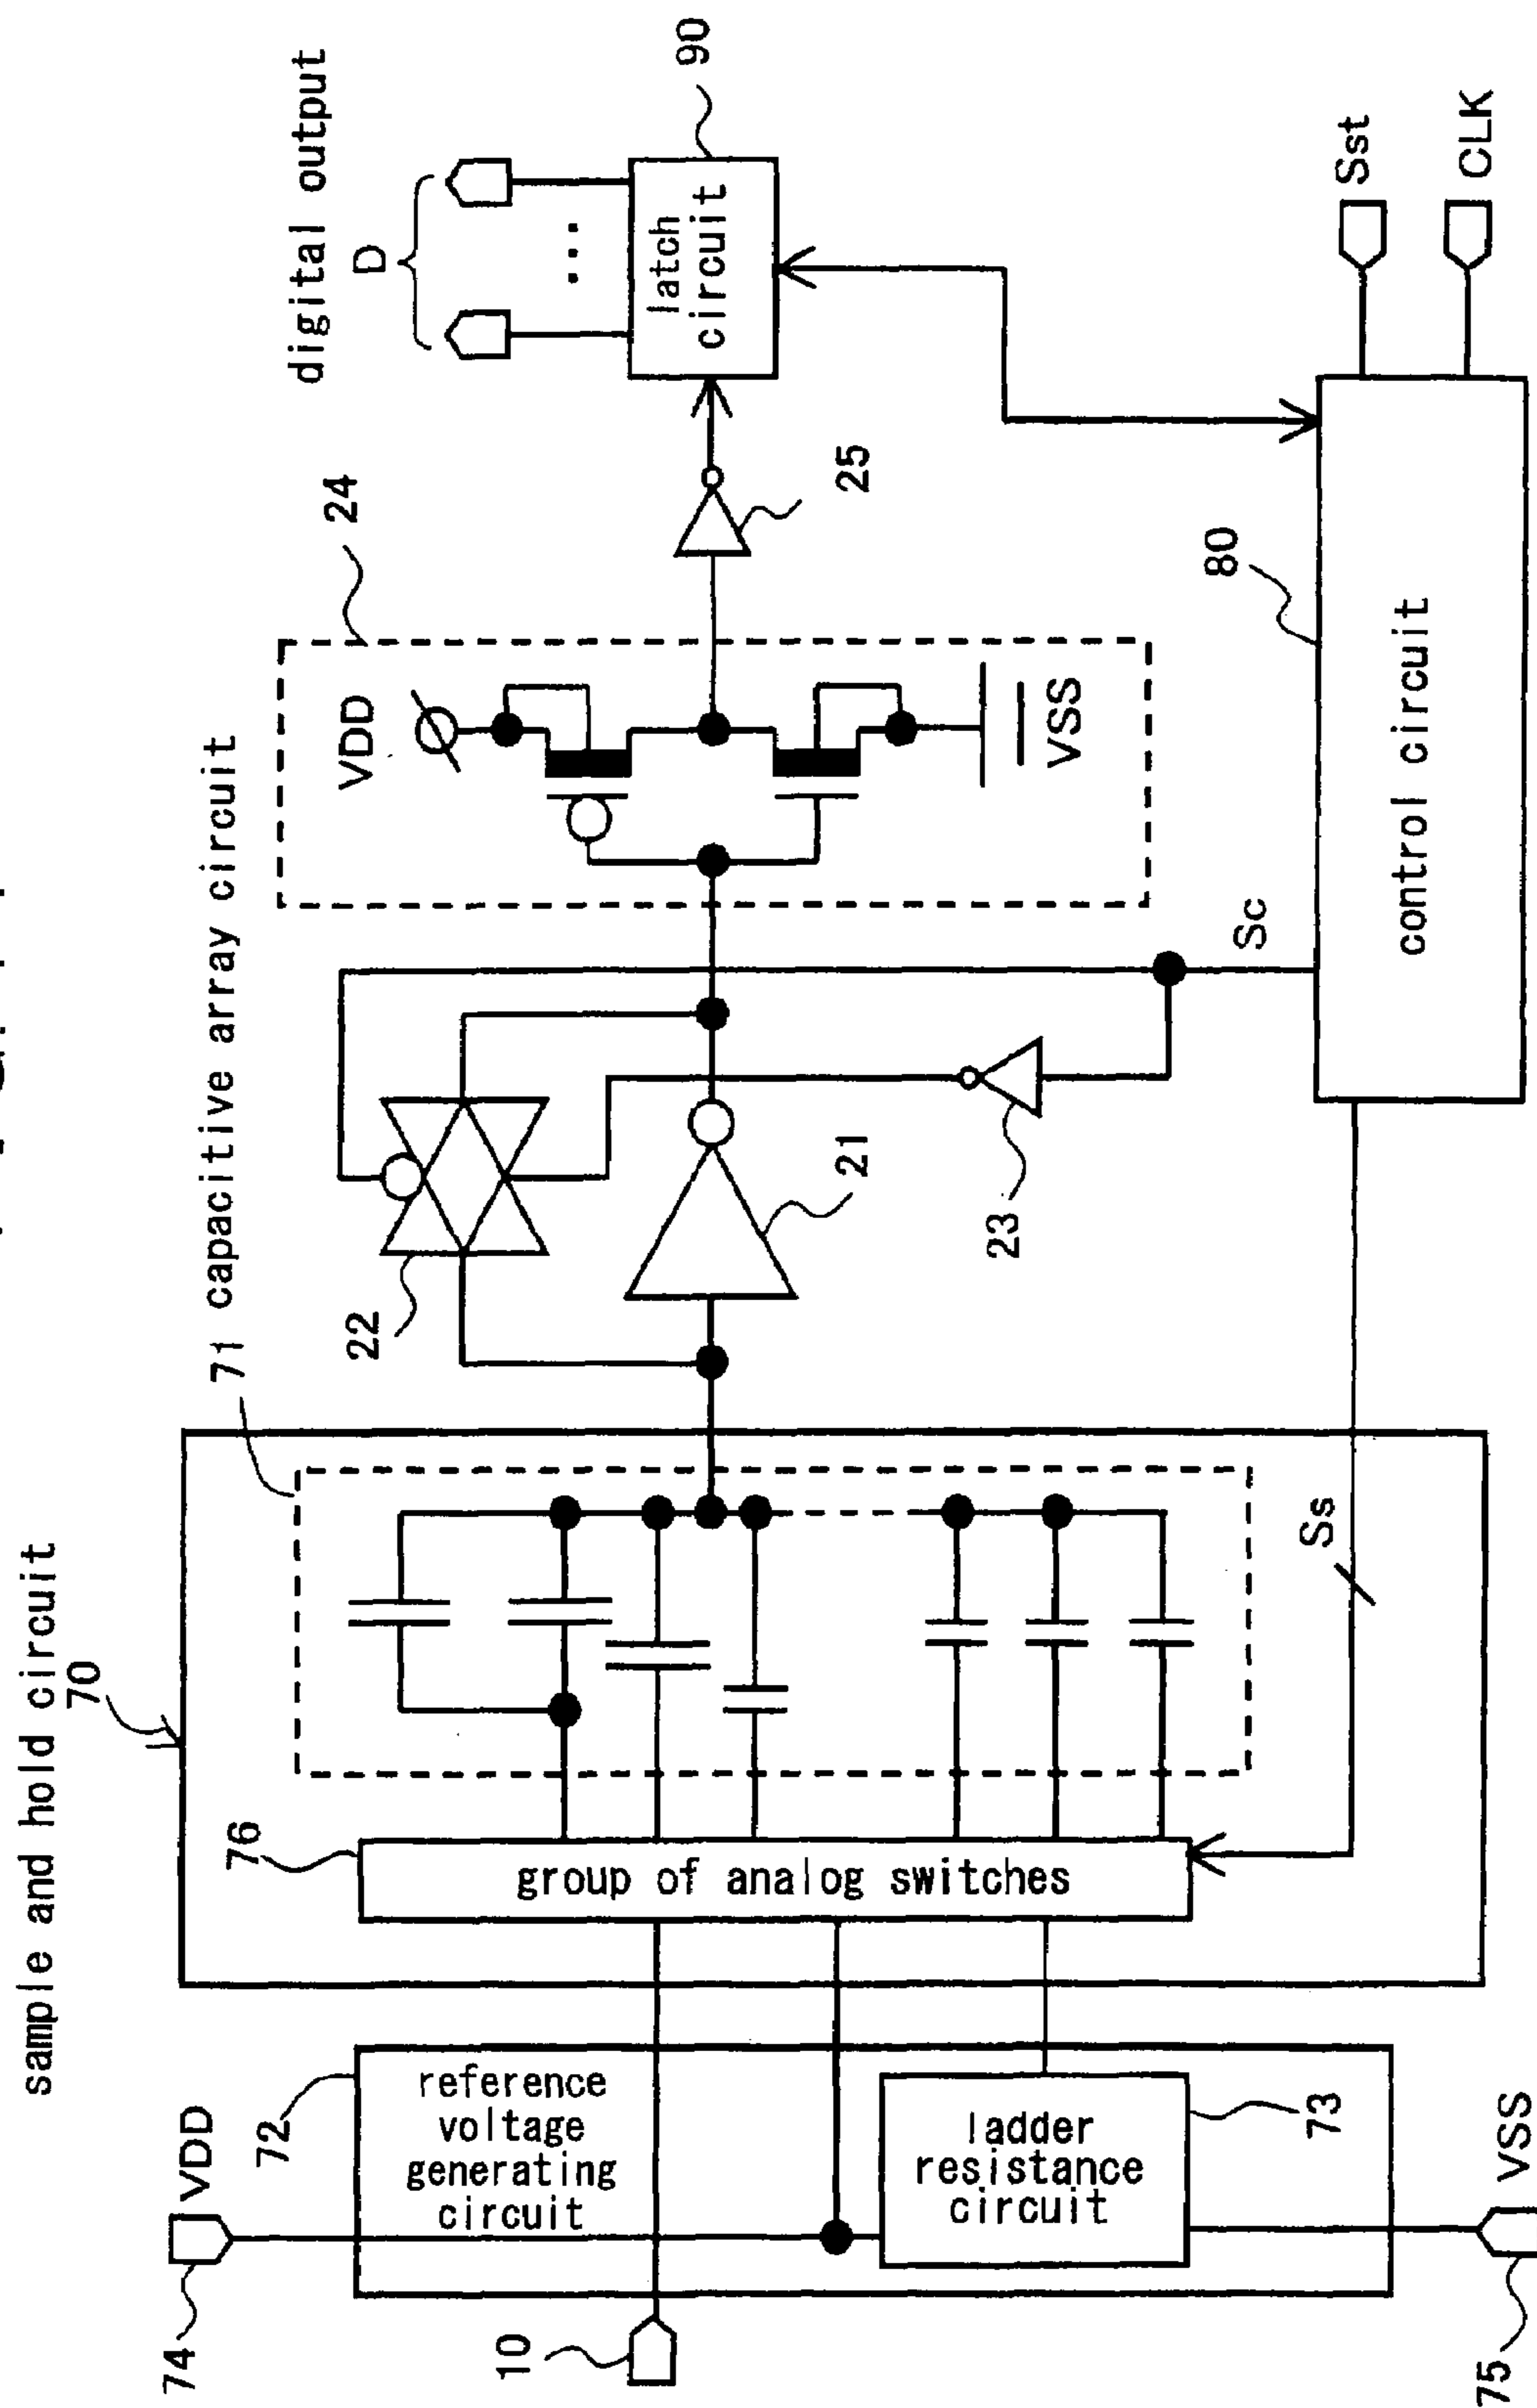 sample and hold circuit
70
71 capacitive array circuit
24
digital output
D
90
latch
circuit
25
VDD
VSS
22
21
23
Sc
80
control circuit
Sst
CLK
Ss
76
group of analog switches
72
reference
voltage
generating
circuit
ladder
resistance
circuit
73
74
VDD
10
75
VSS